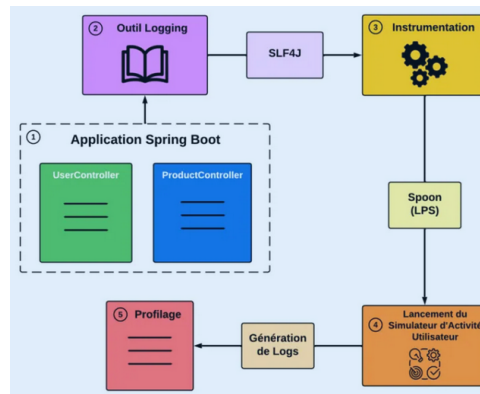 ② Outil Logging
SLF4J
③ Instrumentation
① Application Spring Boot
UserController
ProductController
Spoon
(LPS)
⑤ Profilage
Génération
de Logs
④ Lancement du
Simulateur d'Activité
Utilisateur